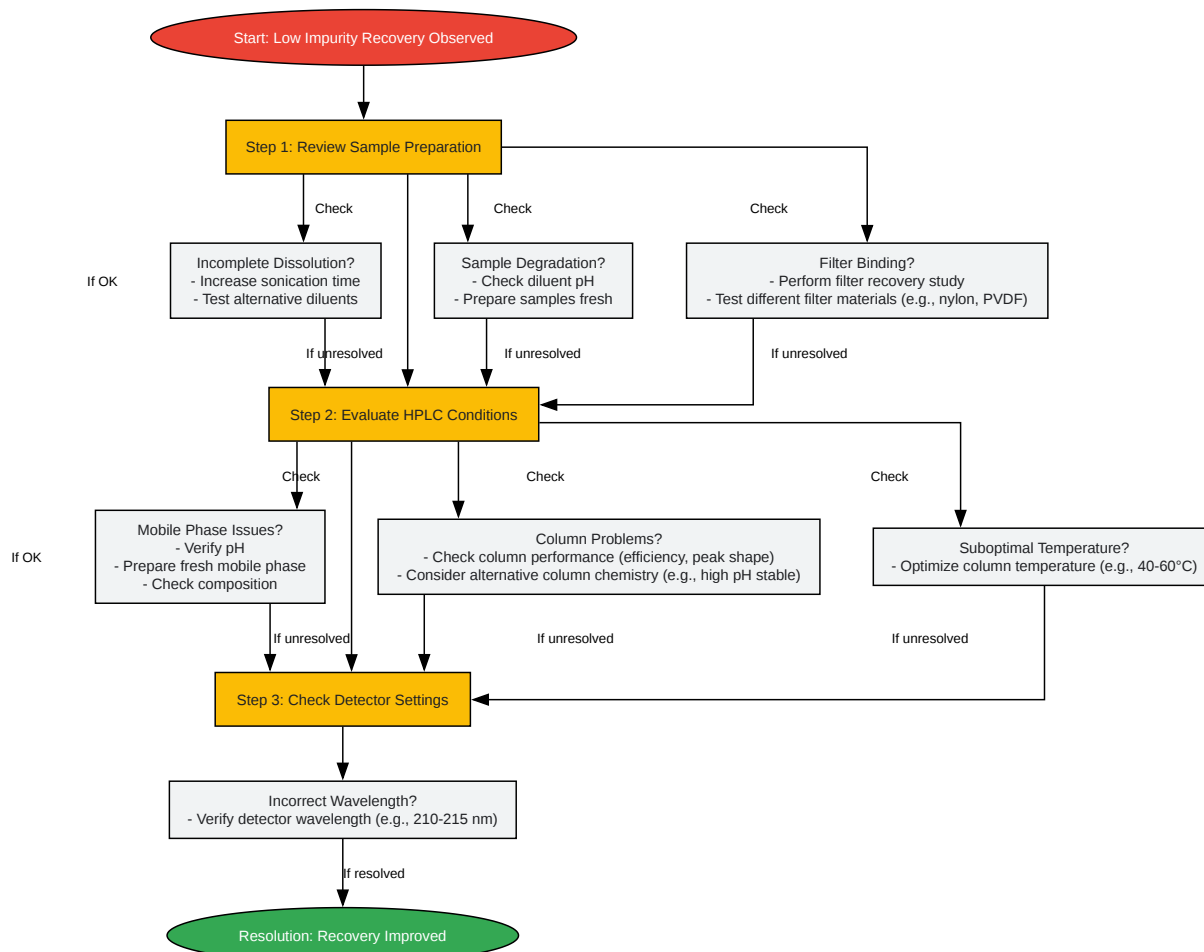 Start: Low Impurity Recovery Observed
Step 1: Review Sample Preparation
Check
Check
Check
If OK
Incomplete Dissolution?
- Increase sonication time
- Test alternative diluents
Sample Degradation?
- Check diluent pH
- Prepare samples fresh
Filter Binding?
- Perform filter recovery study
- Test different filter materials (e.g., nylon, PVDF)
If unresolved
If unresolved
If unresolved
Step 2: Evaluate HPLC Conditions
Check
Check
Check
If OK
Mobile Phase Issues?
- Verify pH
- Prepare fresh mobile phase
- Check composition
Column Problems?
- Check column performance (efficiency, peak shape)
- Consider alternative column chemistry (e.g., high pH stable)
Suboptimal Temperature?
- Optimize column temperature (e.g., 40-60°C)
If unresolved
If unresolved
If unresolved
Step 3: Check Detector Settings
Incorrect Wavelength?
- Verify detector wavelength (e.g., 210-215 nm)
If resolved
Resolution: Recovery Improved